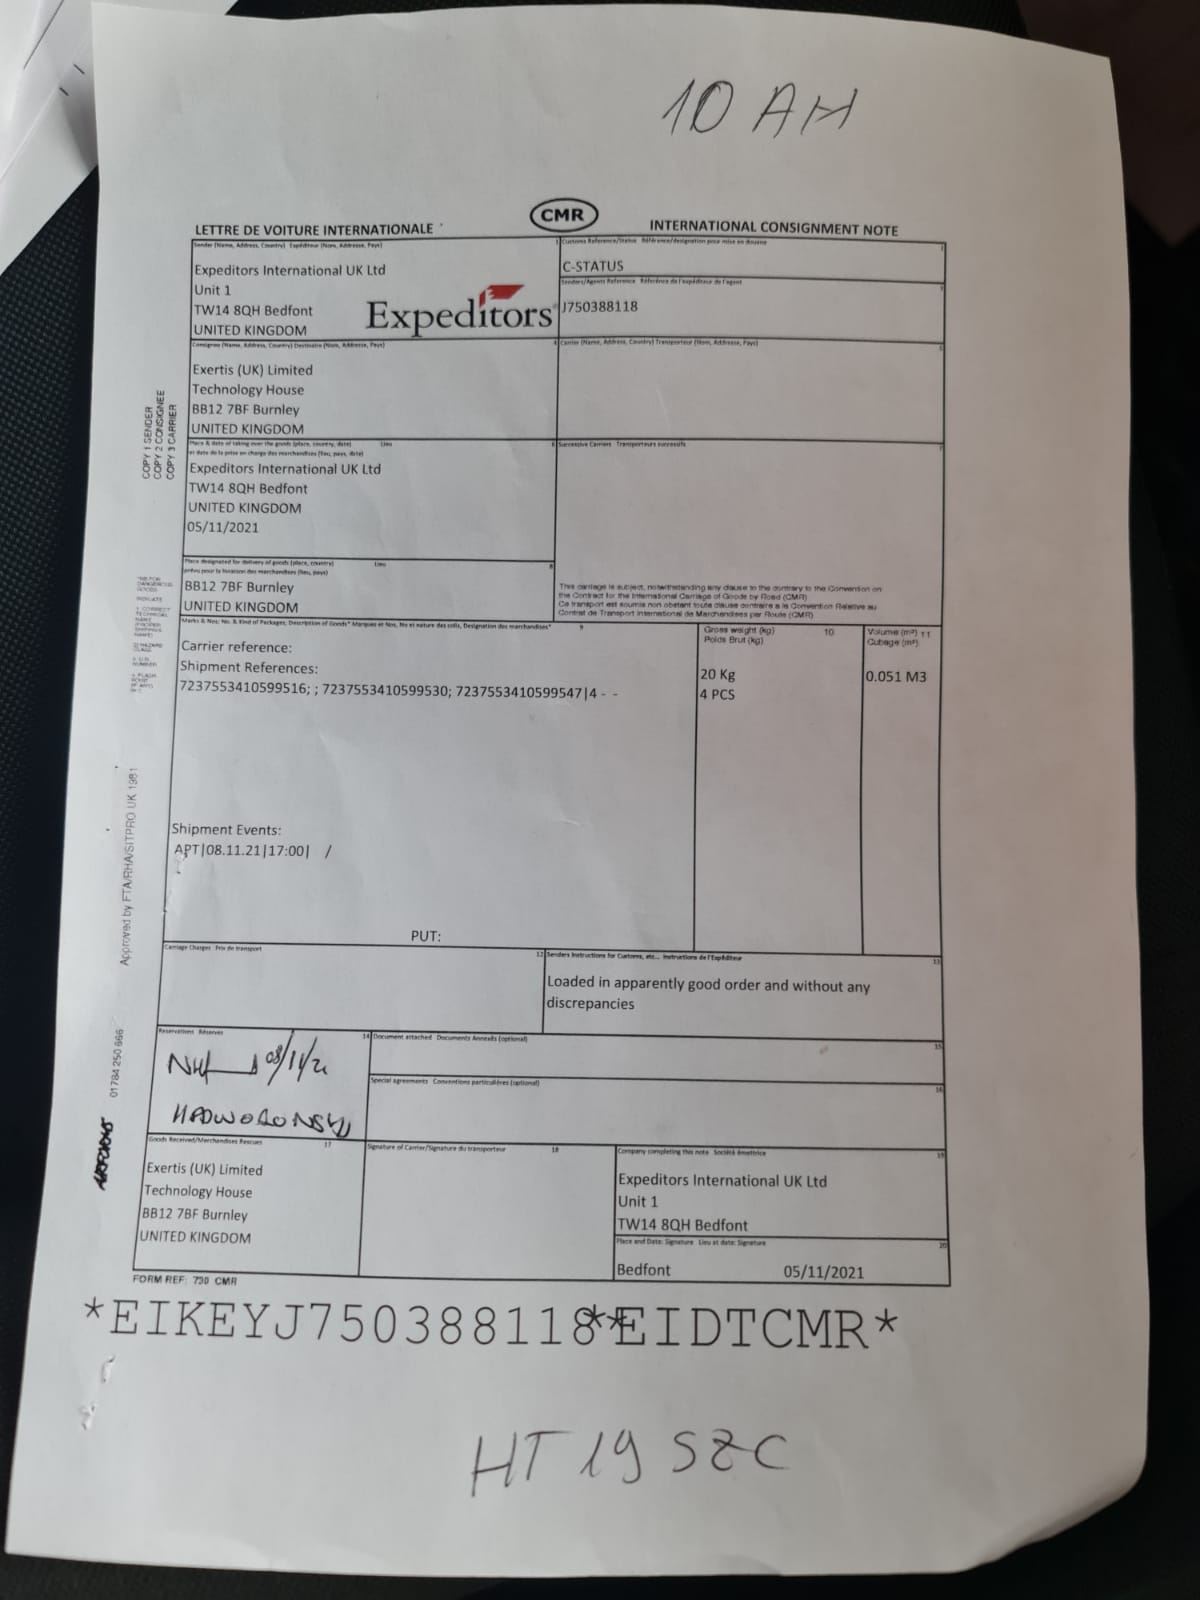 10 AM
CMR
LETTRE DE VOITURE INTERNATIONALE
INTERNATIONAL CONSIGNMENT NOTE
Sender (Name, Address, Country) Expéditeur (Nom, Addresse, Pays)
Expeditors International UK Ltd
Unit 1
TW14 8QH Bedfont
UNITED KINGDOM
Expeditors
Customs Reference/Status Référence/désignation pour mise en douane
C-STATUS
Senders/Agents Reference Référence de l'expéditeur de l'agent
J750388118
Consignee (Name, Address, Country) Destinaire (Nom, Addresse, Pays)
Exertis (UK) Limited
Technology House
BB12 7BF Burnley
UNITED KINGDOM
4 Carrier (Name, Address, Country) Transporteur (Nom, Addresse, Pays)
5
COPY 1 SENDER
COPY 2 CONSIGNEE
COPY 3 CARRIER
Place & date of taking over the goods (place, country, date) Lieu
et date de la prise en charge des marchandises (lieu, pays, date)
Expeditors International UK Ltd
TW14 8QH Bedfont
UNITED KINGDOM
05/11/2021
6 Successive Carriers Transporteurs successifs
7
Place designated for delivery of goods (place, country) Lieu
prévu pour la livraison des marchandises (lieu, pays)
8
BB12 7BF Burnley
UNITED KINGDOM
This carriage is subject, notwithstanding any clause to the contrary to the Convention on
the Contract for the International Carriage of Goods by Road (CMR)
Ce transport est soumis non obstant toute clause contraire a la Convention Relative au
Contrat de Transport International de Marchandises par Route (CMR)
Marks & Nos; No. & Kind of Packages; Description of Goods* Marques et Nos, No et nature des colis, Designation des marchandises* 9
Gross weight (kg) 10
Poids Brut (kg)
Volume (m³) 11
Cubage (m³)
Carrier reference:
Shipment References:
7237553410599516; ; 7237553410599530; 7237553410599547|4 - -
20 Kg
4 PCS
0.051 M3
Shipment Events:
APT|08.11.21|17:00| /
PUT:
Approved by FTA/RHA/SITPRO UK 1981
Carriage Charges Prix de transport
12 Senders Instructions for Customs, etc... Instructions de l'Expéditeur
13
Loaded in apparently good order and without any
discrepancies
Reservations Réserves
14 Document attached Documents Annexés (optional)
15
08/11/21
Special agreements Conventions particulières (optional)
16
01784 250 666
Goods Received/Merchandises Rescues 17
Exertis (UK) Limited
Technology House
BB12 7BF Burnley
UNITED KINGDOM
Signature of Carrier/Signature du transporteur 18
Company completing this note Société émettrice 19
Expeditors International UK Ltd
Unit 1
TW14 8QH Bedfont
Place and Date: Signature Lieu et date: Signature 20
Bedfont 05/11/2021
FORM REF: 730 CMR
*EIKEYJ750388118**EIDTCMR*
HT 19 SZC